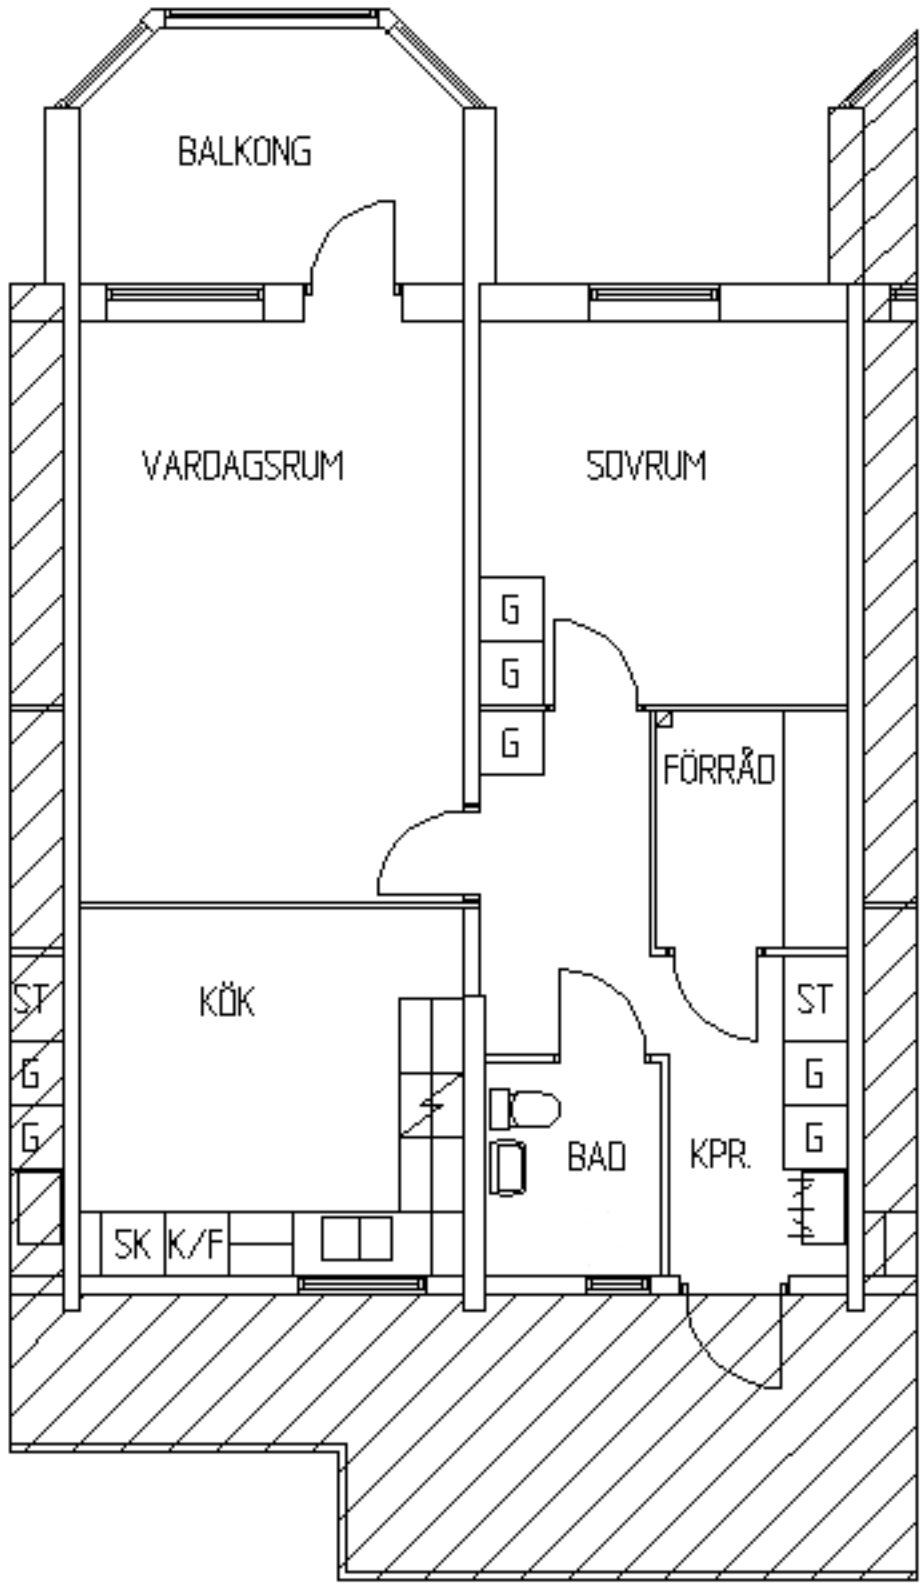 BALKONG
VARDAGSRUM
SOVRUM
G
G
G
FÖRRÅD
KÖK
ST
ST
G
G
G
G
BAD
KPR.
SK
K/F